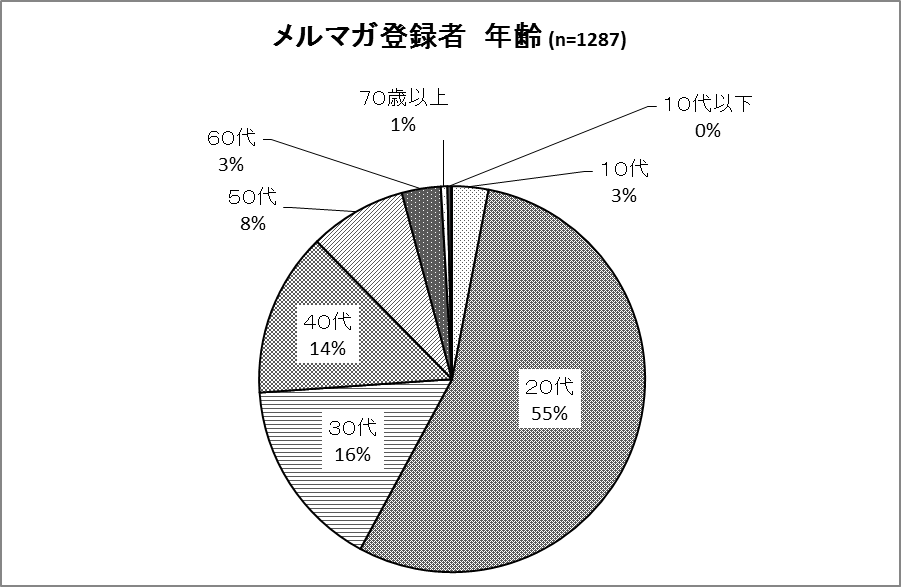 メルマガ登録者　年齢 (n=1287)
１０代以下
0%
１０代
3%
２０代
55%
３０代
16%
４０代
14%
５０代
8%
６０代
3%
７０歳以上
1%